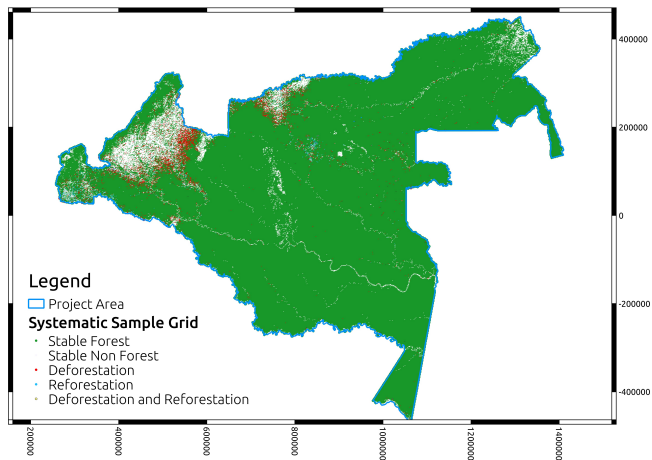 Legend
Project Area
Systematic Sample Grid
Stable Forest
Stable Non Forest
Deforestation
Reforestation
Deforestation and Reforestation
400000
200000
0
-200000
-400000
200000
400000
600000
800000
1000000
1200000
1400000